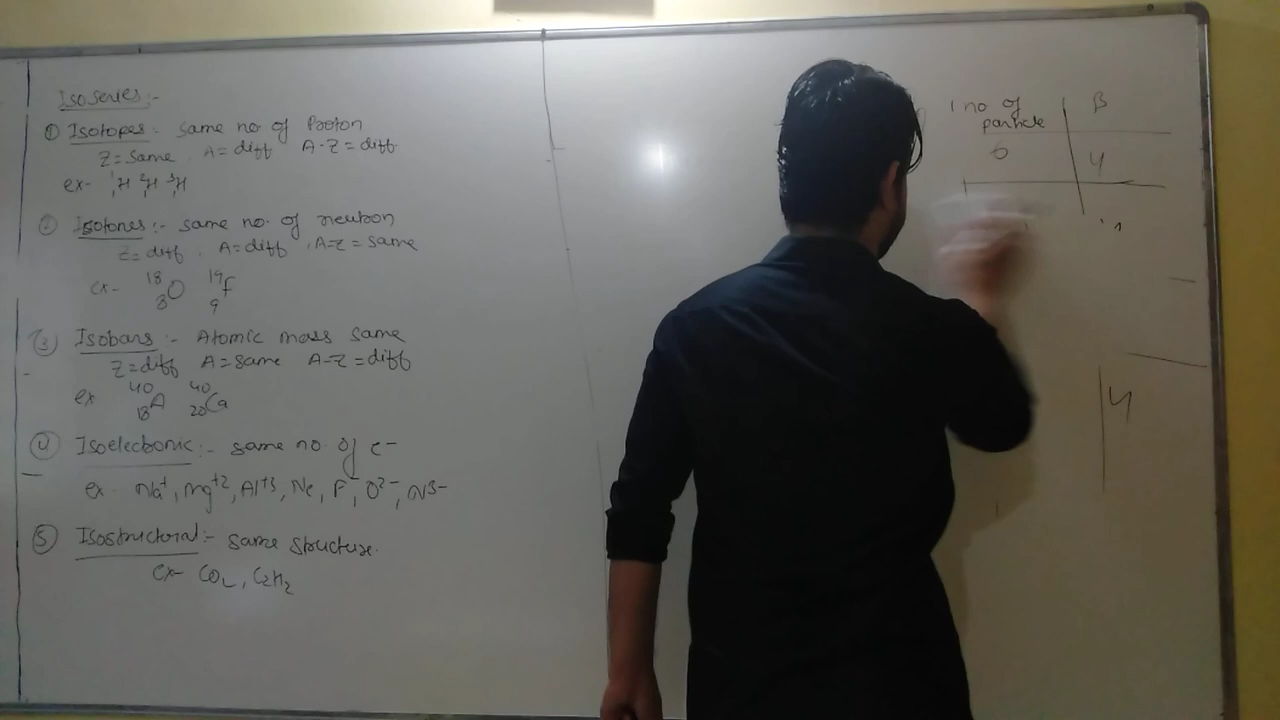 Isoseries:-
① Isotopes:- same no of Proton
Z=same, A=diff A-Z=diff.
ex- ¹₁H ²₁H ³₁H
② Isotones:- same no. of neutron
Z=diff, A=diff, A-Z=same
ex- ¹⁸₈O ¹⁹₉F
③ Isobars:- Atomic mass same
Z=diff A=same A-Z=diff
ex ⁴⁰₁₈A ⁴⁰₂₀Ca
④ Isoelectronic:- same no. of e-
ex- Na+, Mg+2, Al+3, Ne, F-, O2-, N3-
⑤ Isostructural:- same structure.
ex- CO2, C2H2
no of
particle
β
6
4
4